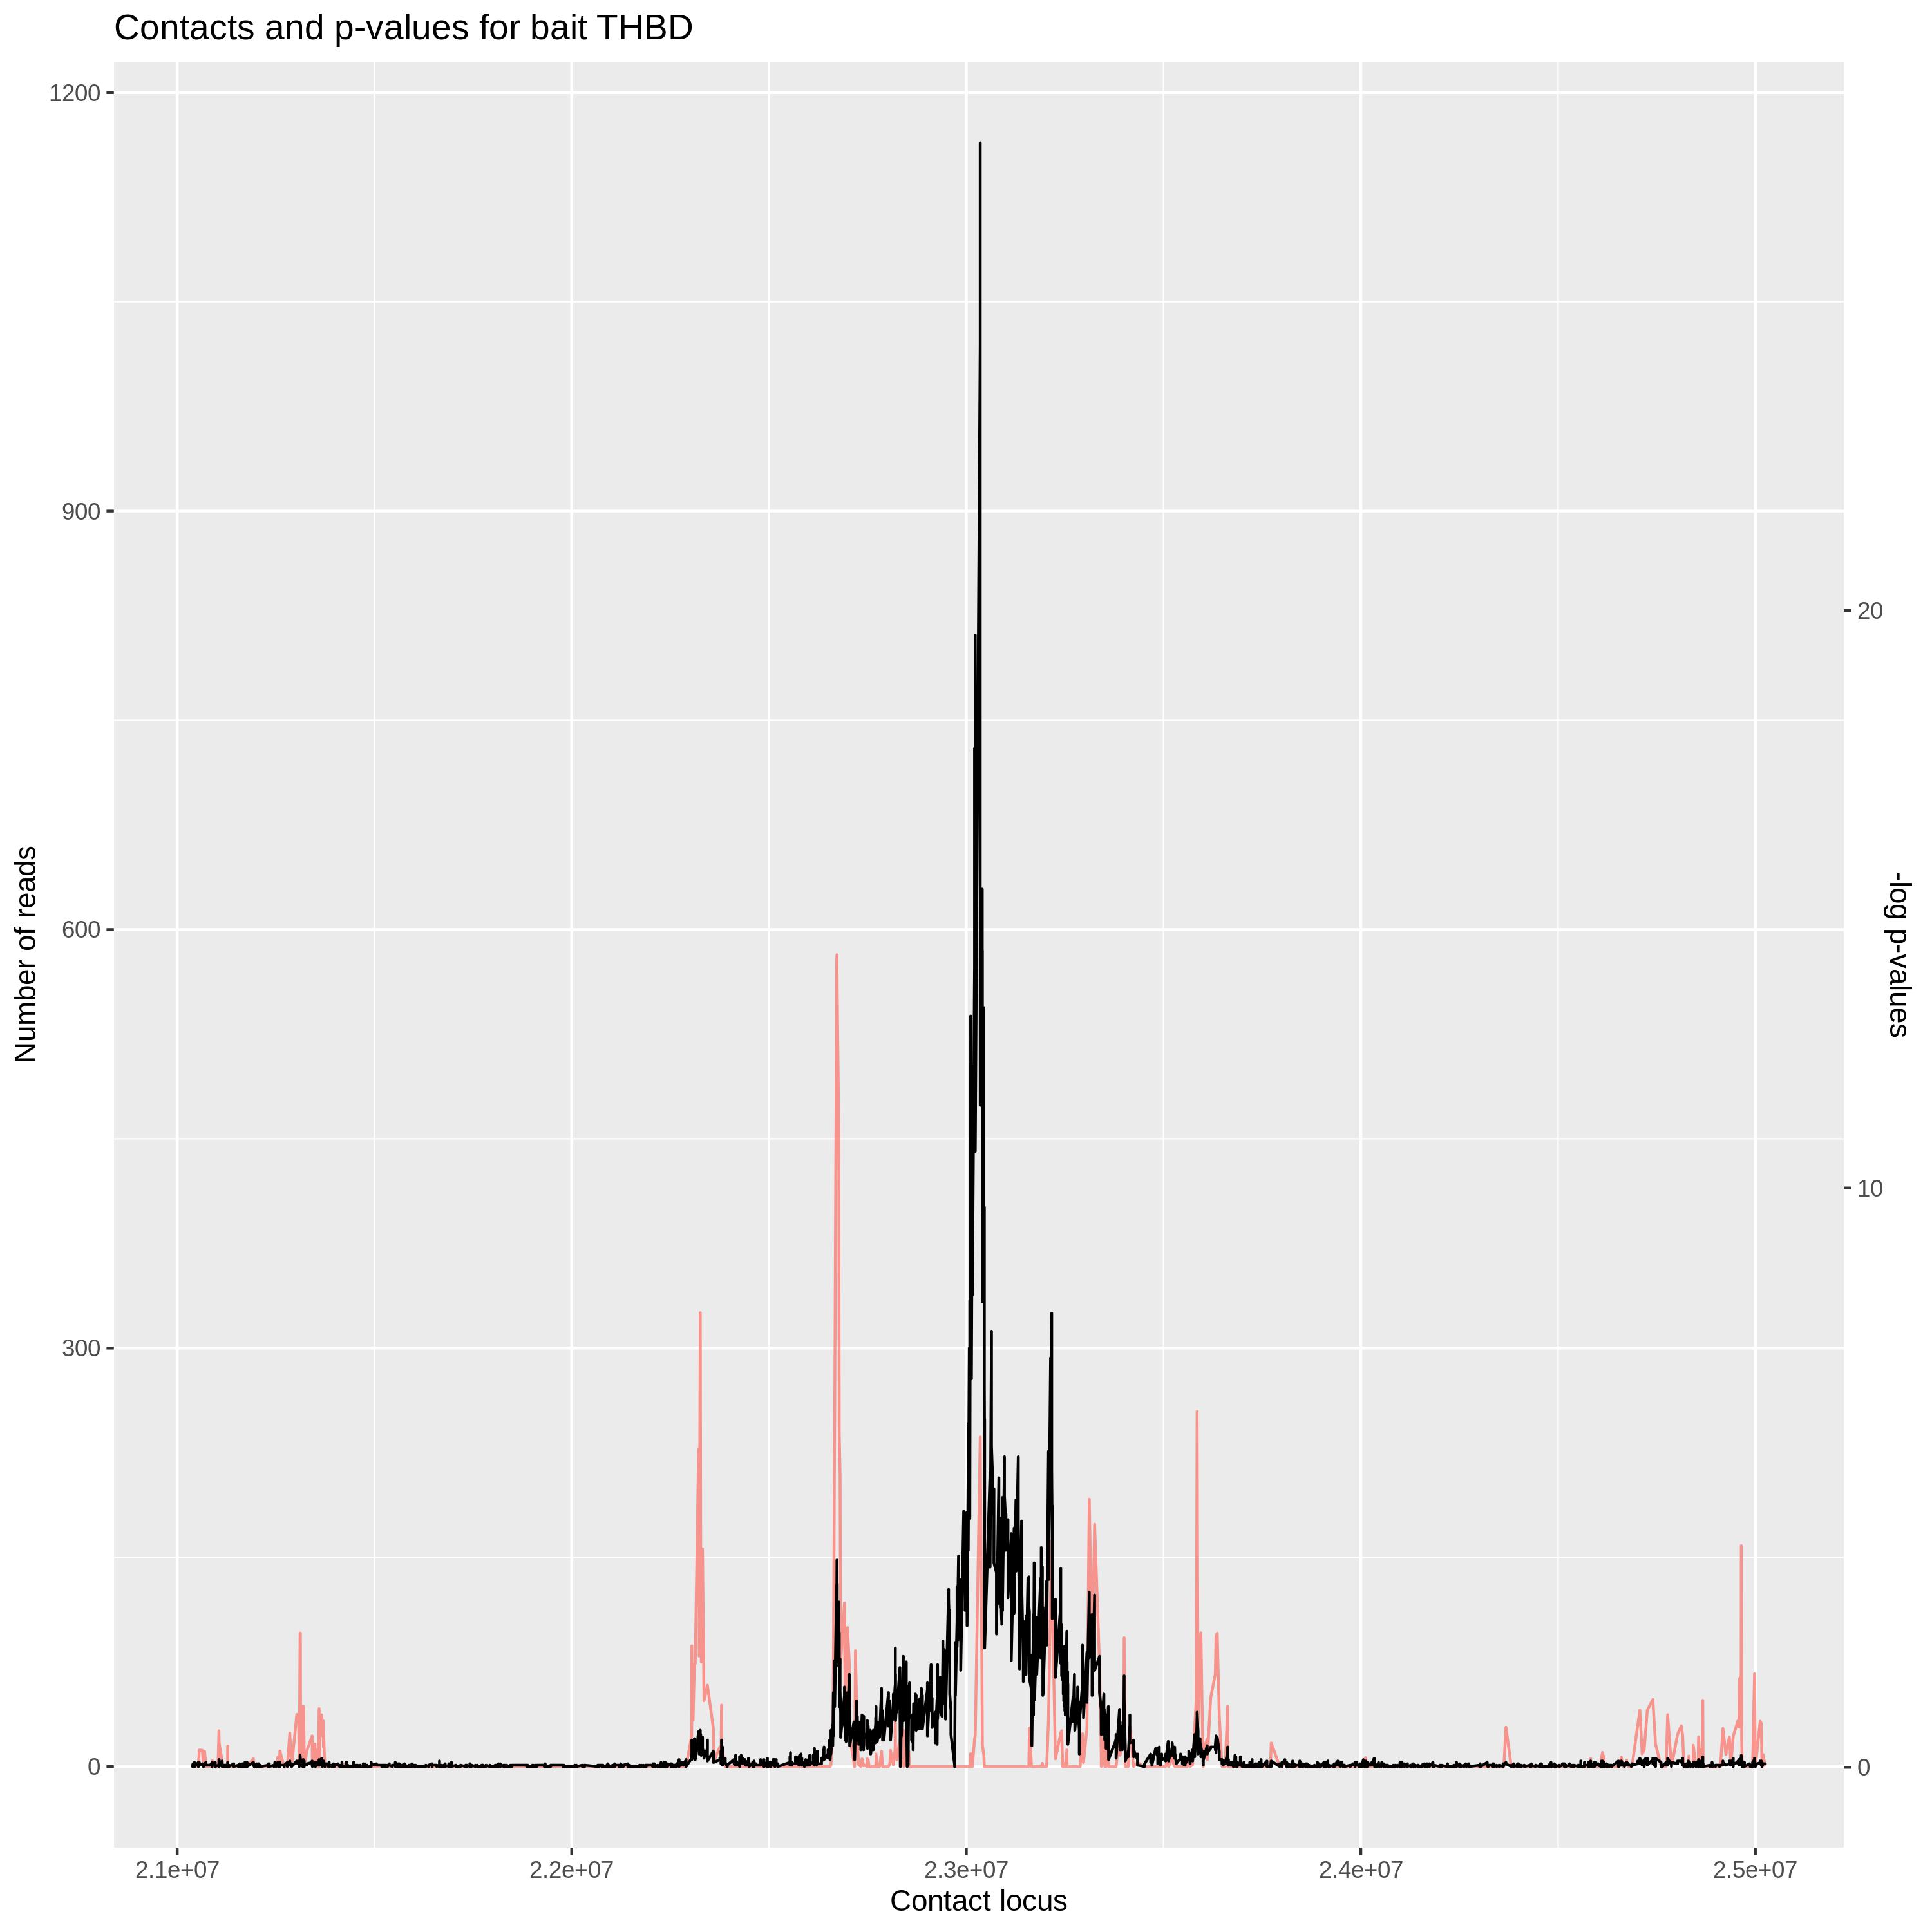 Contacts and p-values for bait THBD
1200
900
600
300
0
Number of reads
20
10
0
-log p-values
2.1e+07
2.2e+07
2.3e+07
2.4e+07
2.5e+07
Contact locus